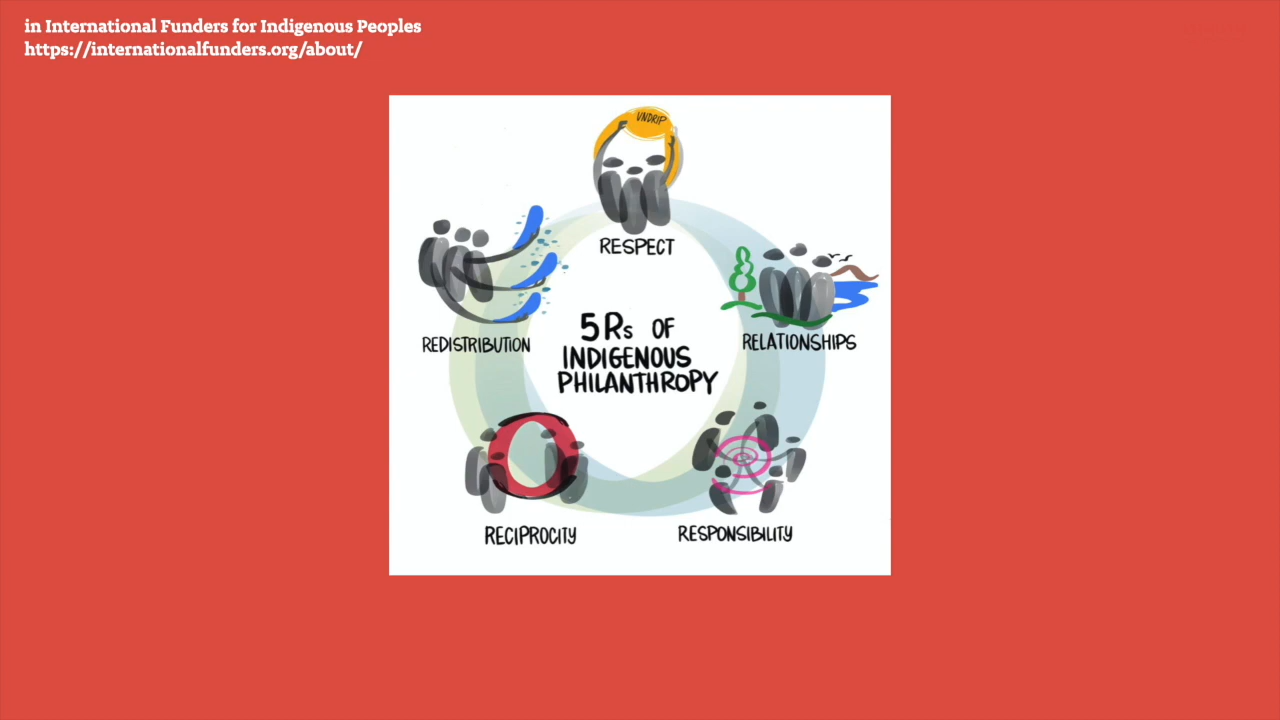 in International Funders for Indigenous Peoples
https://internationalfunders.org/about/
UNDRIP
RESPECT
REDISTRIBUTION
RELATIONSHIPS
5Rs OF
INDIGENOUS
PHILANTHROPY
RECIPROCITY
RESPONSIBILITY